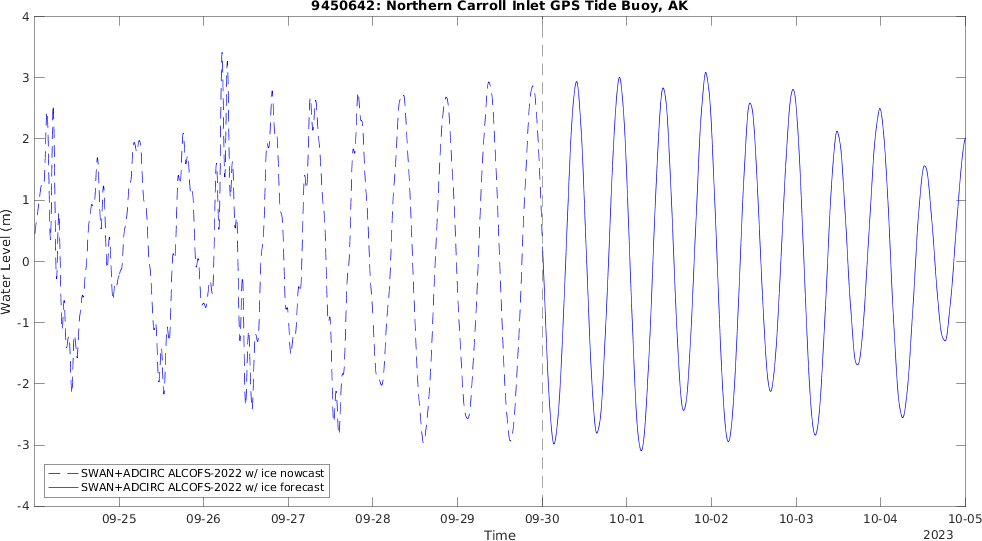 9450642: Northern Carroll Inlet GPS Tide Buoy, AK
4
3
2
1
0
-1
-2
-3
-4
Water Level (m)
SWAN+ADCIRC ALCOFS-2022 w/ ice nowcast
SWAN+ADCIRC ALCOFS-2022 w/ ice forecast
09-25 09-26 09-27 09-28 09-29 09-30 10-01 10-02 10-03 10-04 10-05
Time
2023